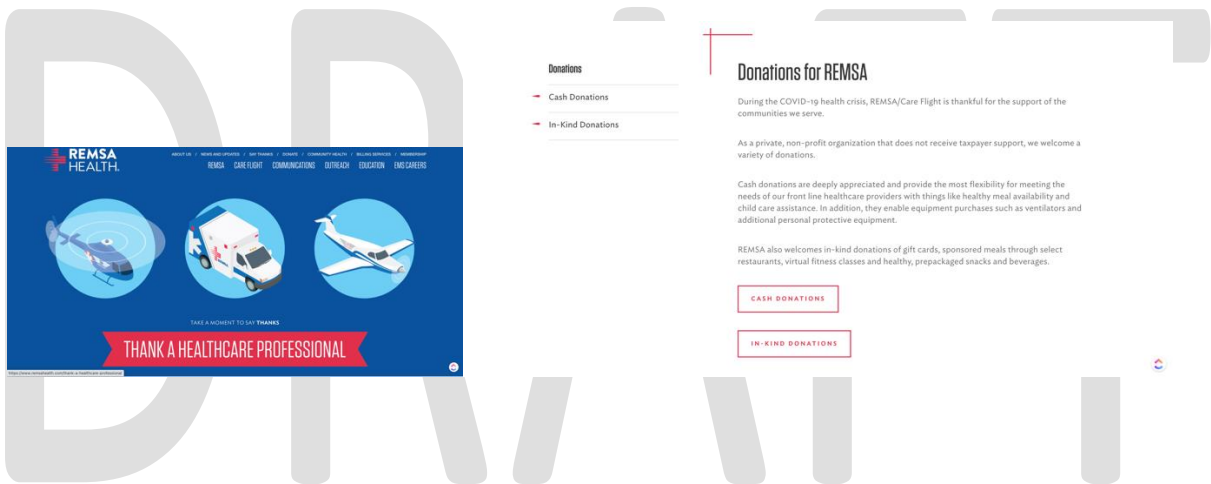 DRAFT
REMSA
HEALTH.
ABOUT US / NEWS AND UPDATES / SAY THANKS / DONATE / COMMUNITY HEALTH / BILLING SERVICES / MEMBERSHIP
REMSA CARE FLIGHT COMMUNICATIONS OUTREACH EDUCATION EMS CAREERS
TAKE A MOMENT TO SAY THANKS
THANK A HEALTHCARE PROFESSIONAL
https://www.remsahealth.com/thank-a-healthcare-professional
Donations
Cash Donations
In-Kind Donations
Donations for REMSA
During the COVID-19 health crisis, REMSA/Care Flight is thankful for the support of the
communities we serve.
As a private, non-profit organization that does not receive taxpayer support, we welcome a
variety of donations.
Cash donations are deeply appreciated and provide the most flexibility for meeting the
needs of our front line healthcare providers with things like healthy meal availability and
child care assistance. In addition, they enable equipment purchases such as ventilators and
additional personal protective equipment.
REMSA also welcomes in-kind donations of gift cards, sponsored meals through select
restaurants, virtual fitness classes and healthy, prepackaged snacks and beverages.
CASH DONATIONS
IN-KIND DONATIONS